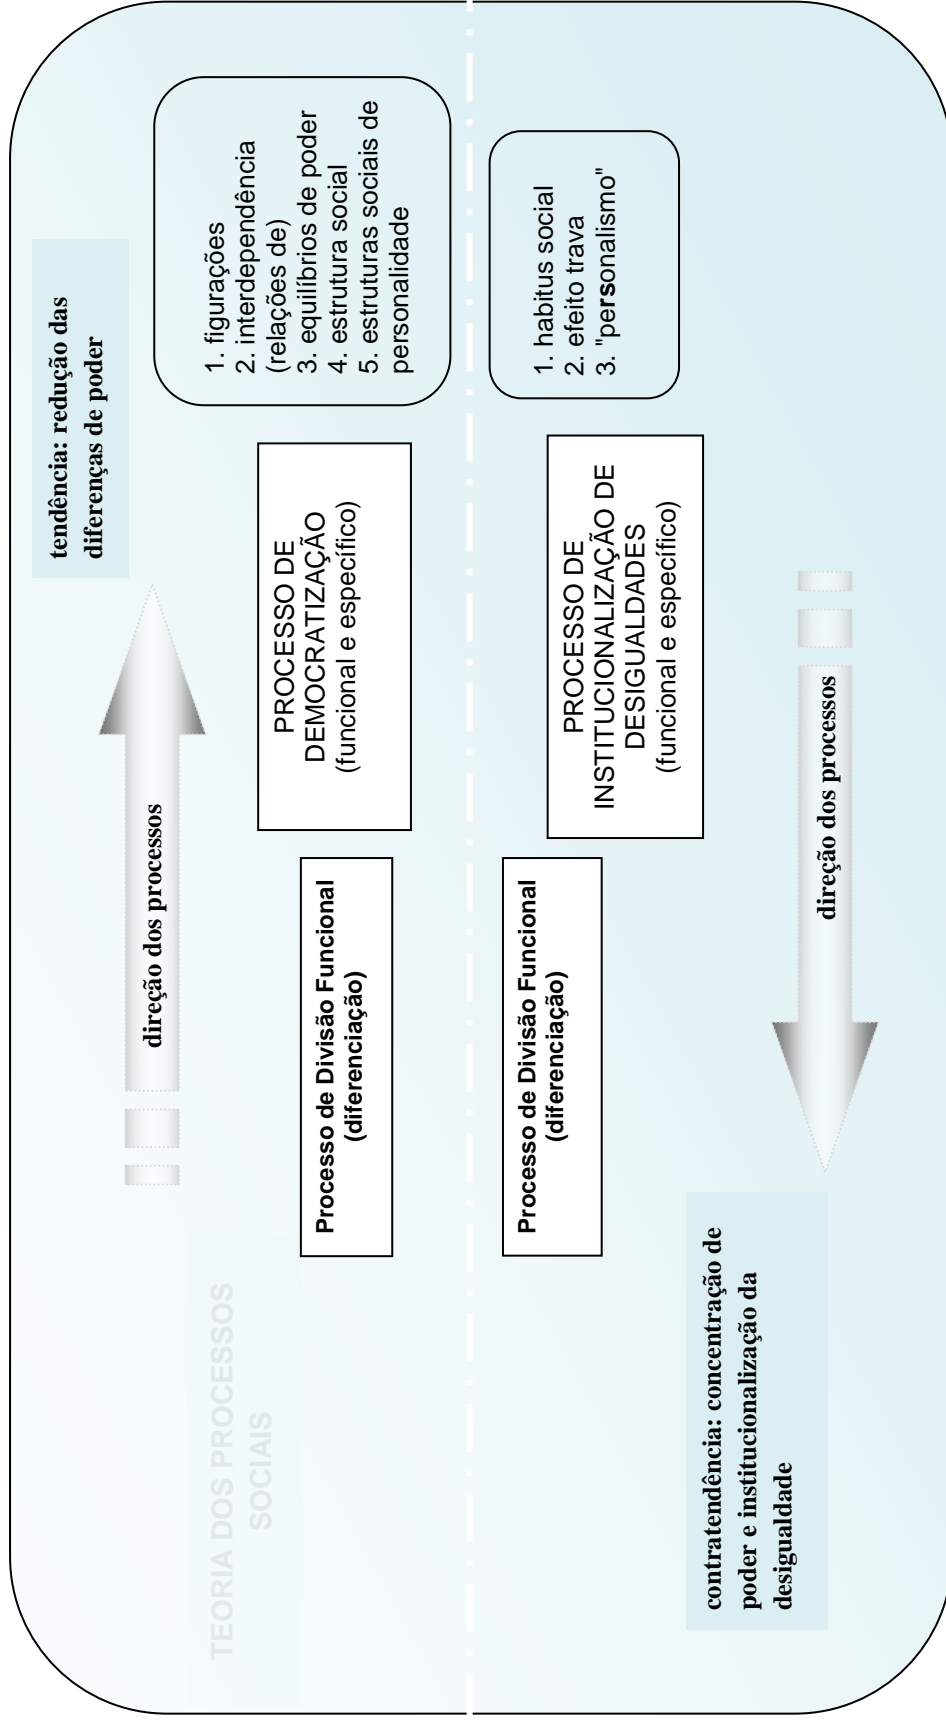 TEORIA DOS PROCESSOS
SOCIAIS
direção dos processos
tendência: redução das
diferenças de poder
Processo de Divisão Funcional
(diferenciação)
PROCESSO DE
DEMOCRATIZAÇÃO
(funcional e específico)
1. figurações
2. interdependência
(relações de)
3. equilíbrios de poder
4. estrutura social
5. estruturas sociais de
personalidade
Processo de Divisão Funcional
(diferenciação)
PROCESSO DE
INSTITUCIONALIZAÇÃO DE
DESIGUALDADES
(funcional e específico)
1. habitus social
2. efeito trava
3. "personalismo"
contratendência: concentração de
poder e institucionalização da
desigualdade
direção dos processos